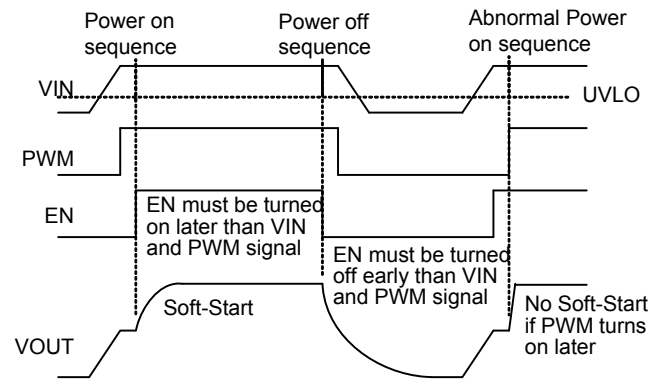 Power on
sequence
Power off
sequence
Abnormal Power
on sequence
VIN
UVLO
PWM
EN
EN must be turned
on later than VIN
and PWM signal
EN must be turned
off early than VIN
and PWM signal
Soft-Start
No Soft-Start
if PWM turns
on later
VOUT